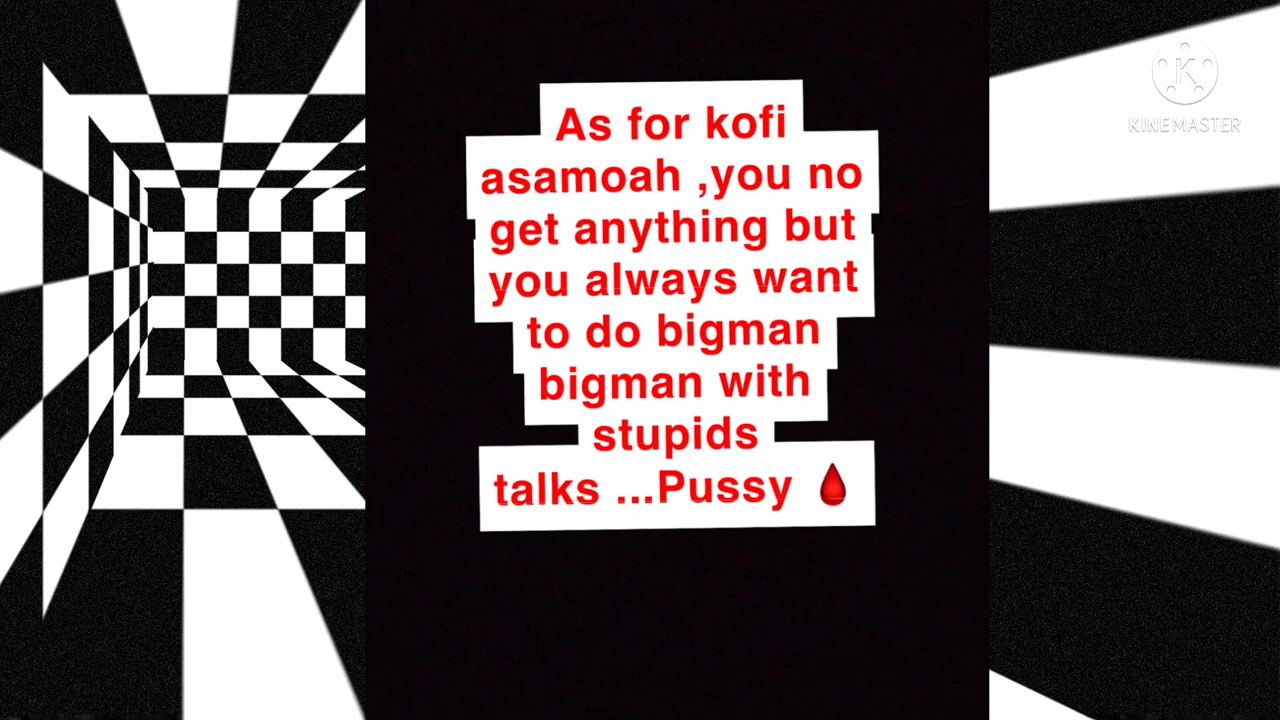 As for kofi
asamoah ,you no
get anything but
you always want
to do bigman
bigman with
stupids
talks ...Pussy 🩸
K
KINEMASTER